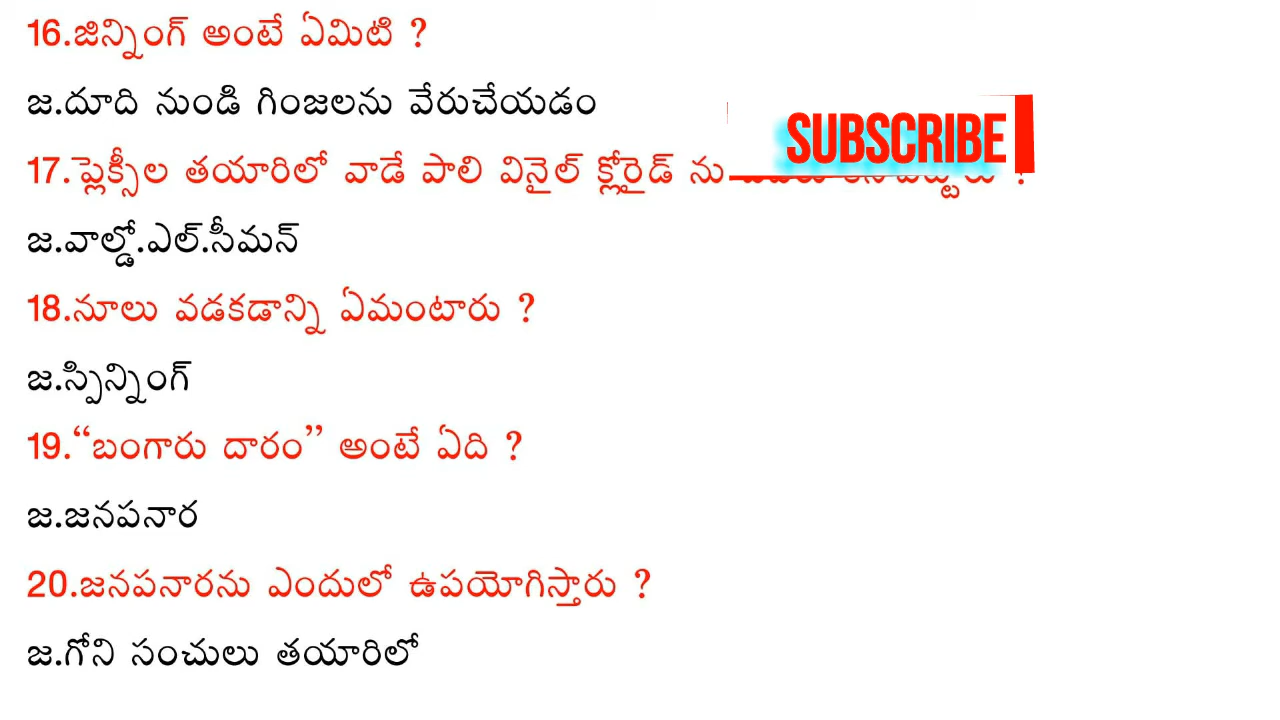 16.జిన్నింగ్ అంటే ఏమిటి ?
జ.దూది నుండి గింజలను వేరుచేయడం
SUBSCRIBE
17.ప్లెక్సీల తయారిలో వాడే పాలి వినైల్ క్లోరైడ్ ను ?
జ.వాల్డో.ఎల్.సీమన్
18.నూలు వడకడాన్ని ఏమంటారు ?
జ.స్పిన్నింగ్
19.“బంగారు దారం” అంటే ఏది ?
జ.జనపనార
20.జనపనారను ఎందులో ఉపయోగిస్తారు ?
జ.గోని సంచులు తయారిలో